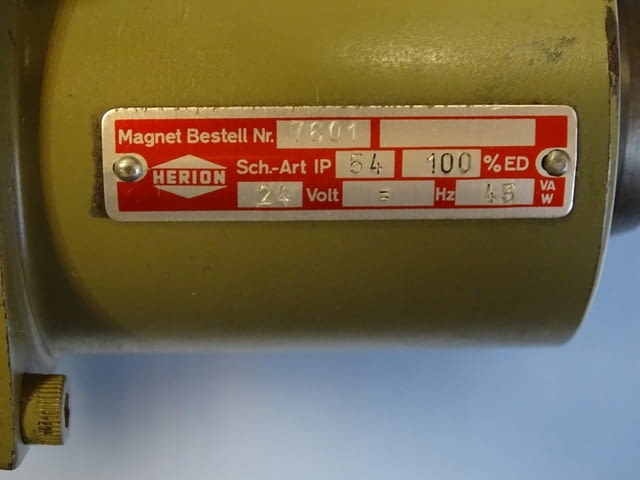 Magnet Bestell Nr. 7801
HERION
Sch.-Art IP 54 100 % ED
24 Volt = Hz 45 VA W